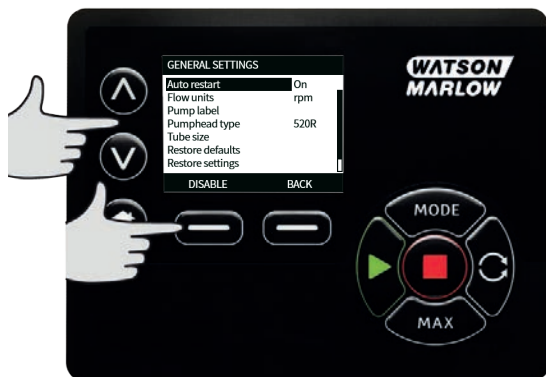 GENERAL SETTINGS
Auto restart On
Flow units rpm
Pump label
Pumphead type 520R
Tube size
Restore defaults
Restore settings
DISABLE BACK
WATSON
MARLOW
MODE
MAX